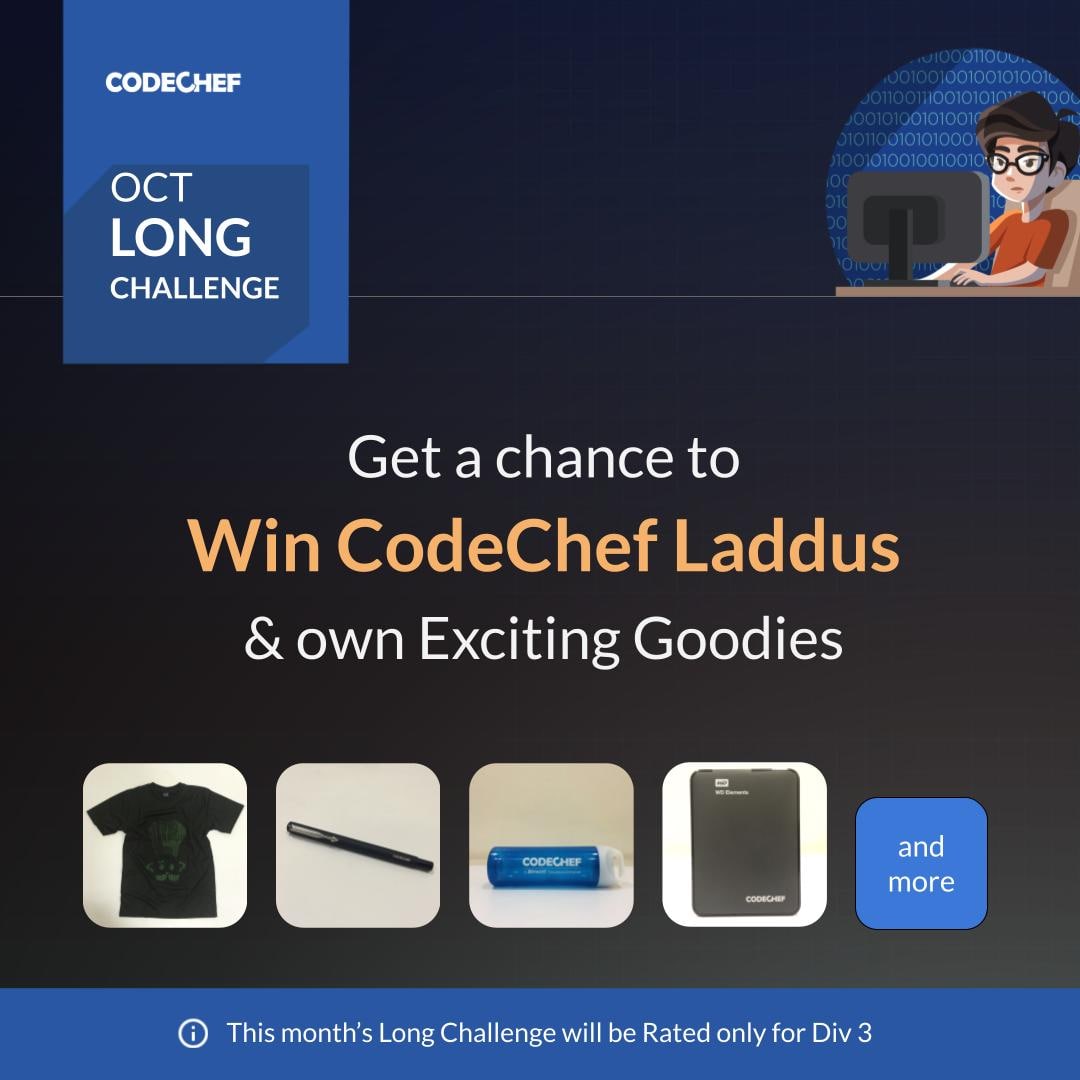 CODECHEF
OCT
LONG
CHALLENGE
Get a chance to
Win CodeChef Laddus
& own Exciting Goodies
CODECHEF
WD
WD Elements
CODECHEF
and
more
This month's Long Challenge will be Rated only for Div 3